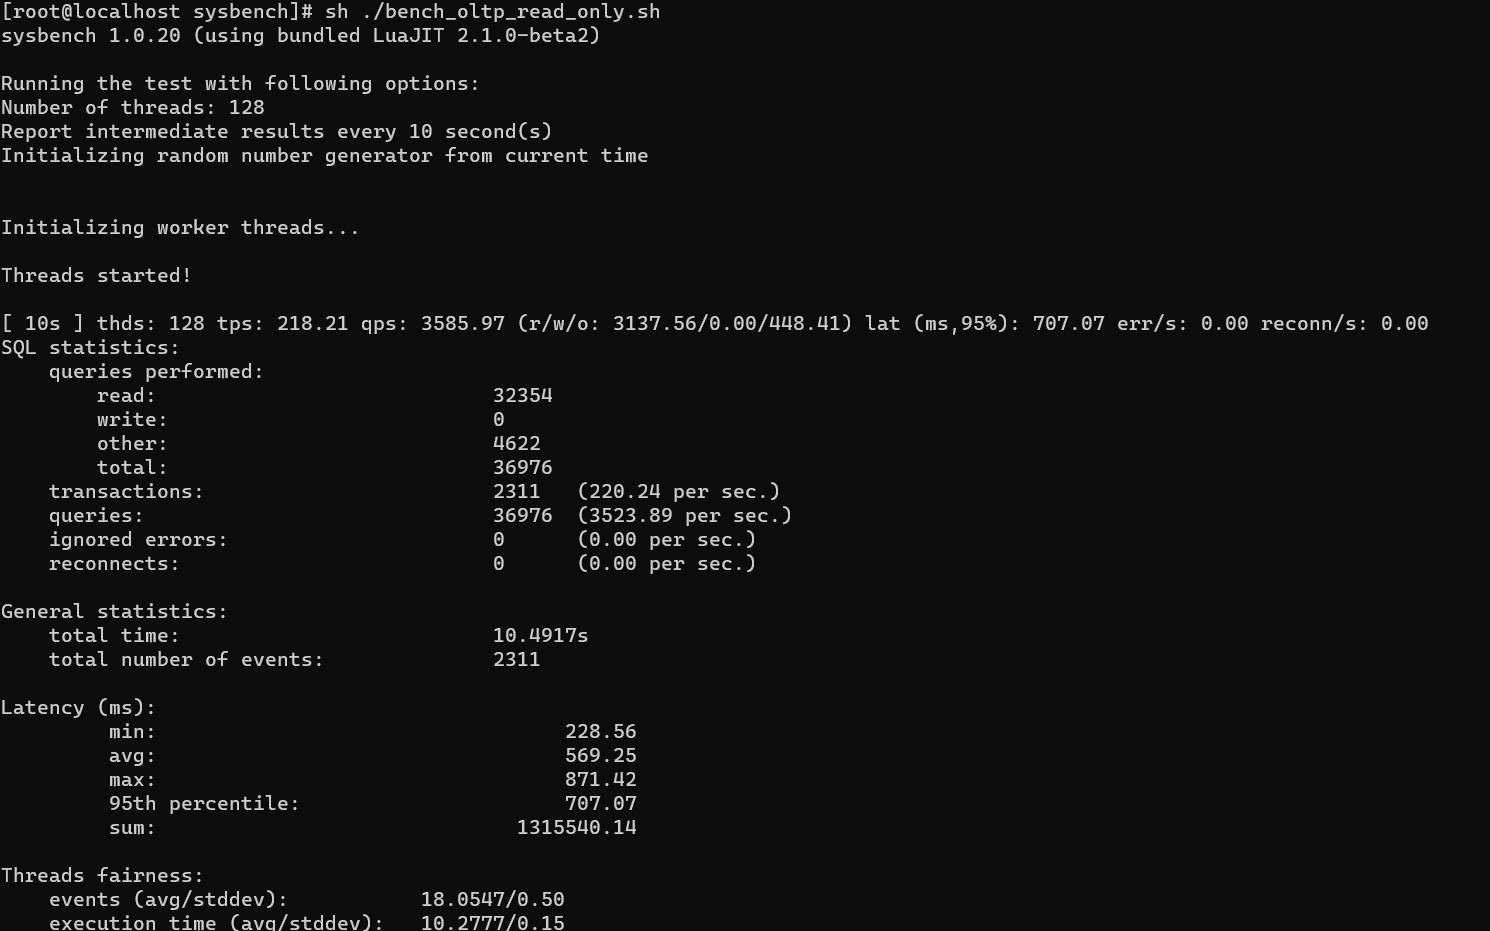 [root@localhost sysbench]# sh ./bench_oltp_read_only.sh
sysbench 1.0.20 (using bundled LuaJIT 2.1.0-beta2)
Running the test with following options:
Number of threads: 128
Report intermediate results every 10 second(s)
Initializing random number generator from current time
Initializing worker threads...
Threads started!
[ 10s ] thds: 128 tps: 218.21 qps: 3585.97 (r/w/o: 3137.56/0.00/448.41) lat (ms,95%): 707.07 err/s: 0.00 reconn/s: 0.00
SQL statistics:
    queries performed:
        read:                            32354
        write:                           0
        other:                           4622
        total:                           36976
    transactions:                        2311   (220.24 per sec.)
    queries:                             36976  (3523.89 per sec.)
    ignored errors:                      0      (0.00 per sec.)
    reconnects:                          0      (0.00 per sec.)
General statistics:
    total time:                          10.4917s
    total number of events:              2311
Latency (ms):
         min:                                  228.56
         avg:                                  569.25
         max:                                  871.42
         95th percentile:                      707.07
         sum:                              1315540.14
Threads fairness:
    events (avg/stddev):           18.0547/0.50
    execution time (avg/stddev):   10.2777/0.15